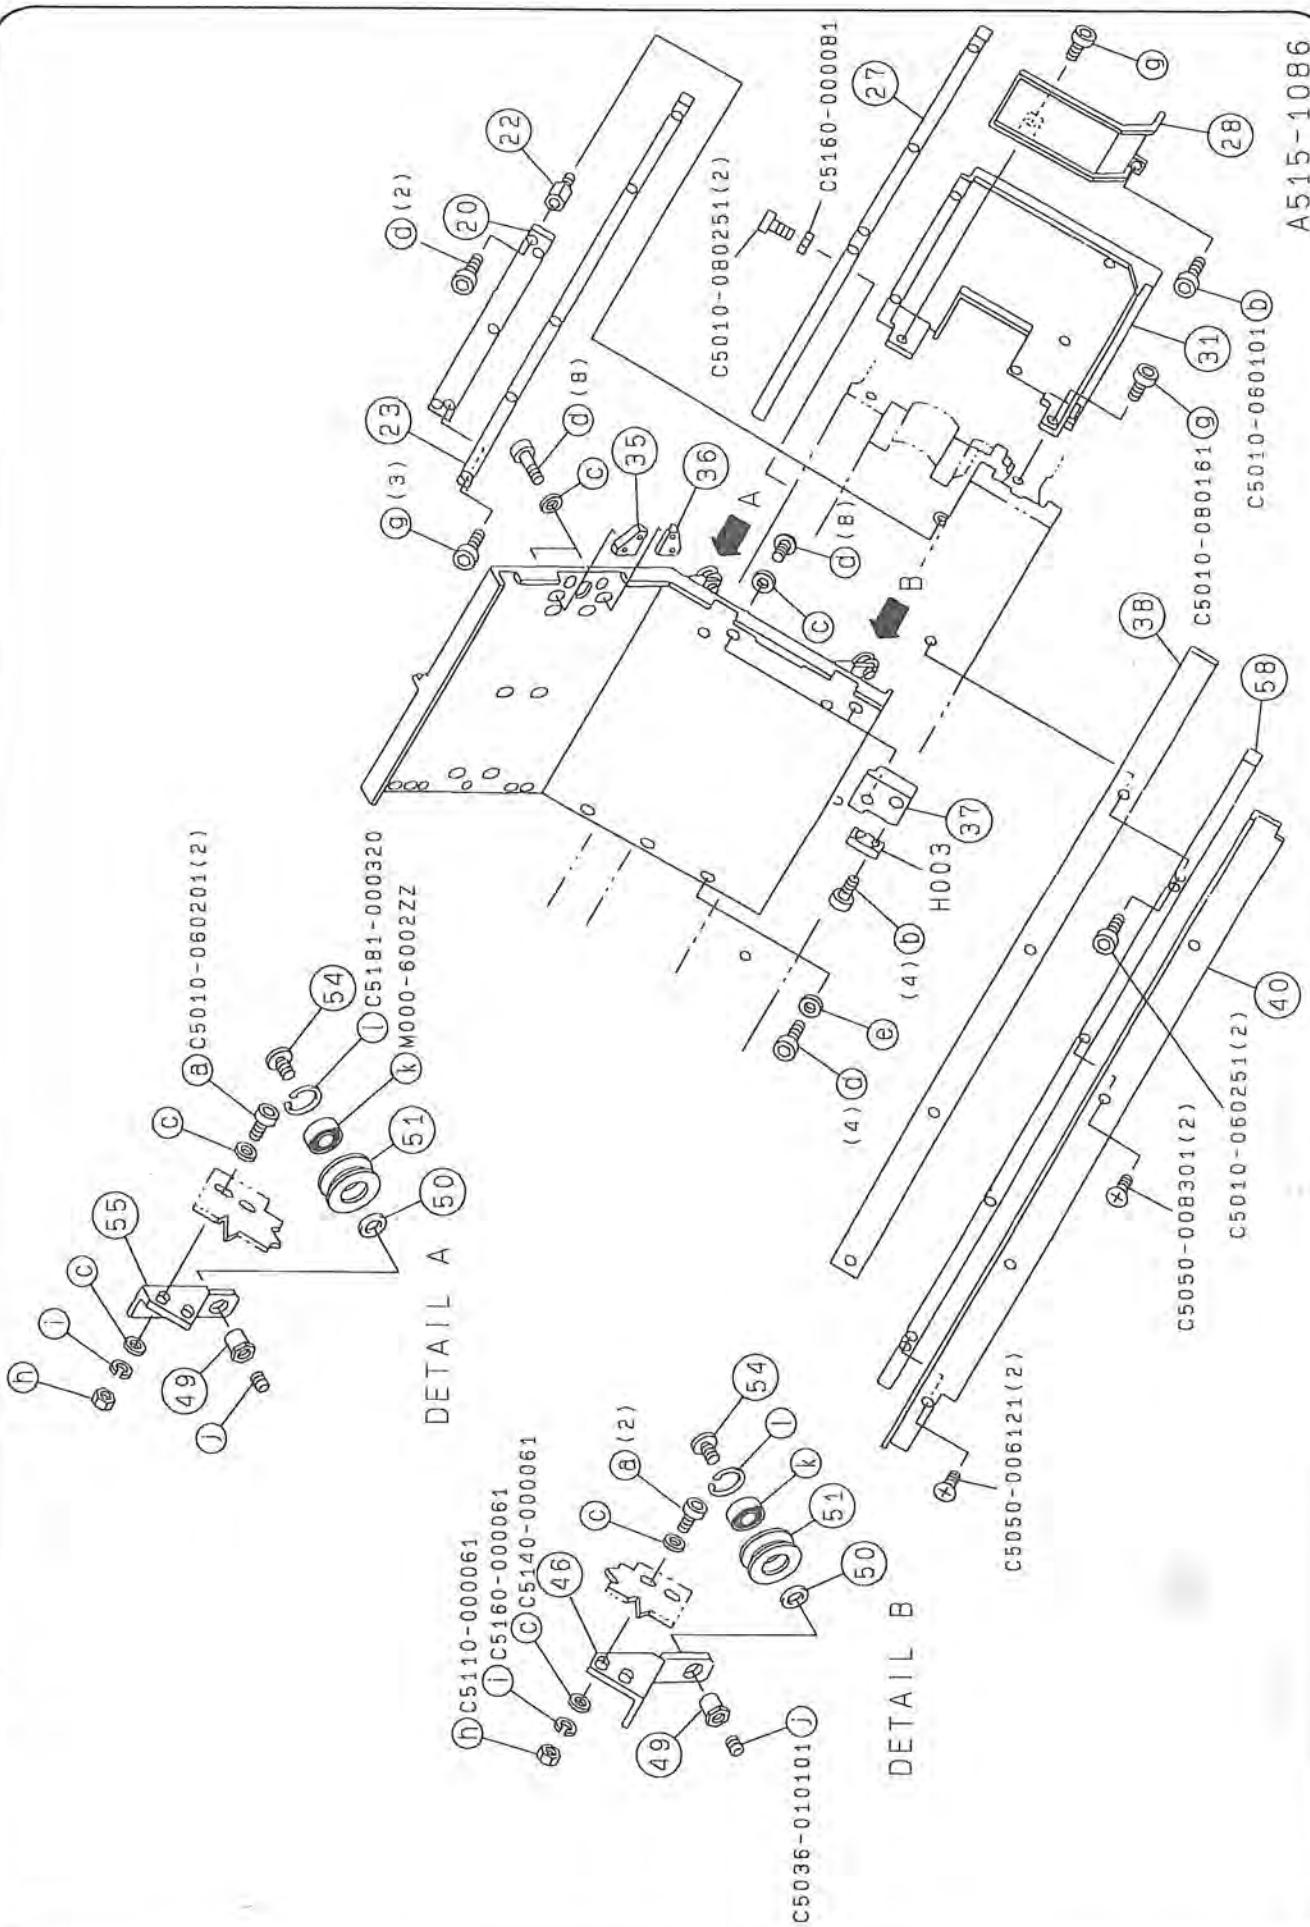 A515-1086
DETAIL A
h
i
c
55
c
a C5010-060201(2)
54
l C5181-000320
k M000-6002ZZ
51
50
49
j
DETAIL B
h C5110-000061
i C5160-000061
c C5140-000061
46
c
a (2)
54
l
k
51
50
49
C5036-010101 j
d (2)
20
22
23
g (3)
d (8)
c
35
36
A
d (8)
c
B
C5010-080251(2)
C5160-000081
27
g
28
b
C5010-060101
31
g
C5010-080161
37
H003
b
(4)
e
d
(4)
38
58
40
C5010-060251(2)
C5050-008301(2)
C5050-006121(2)